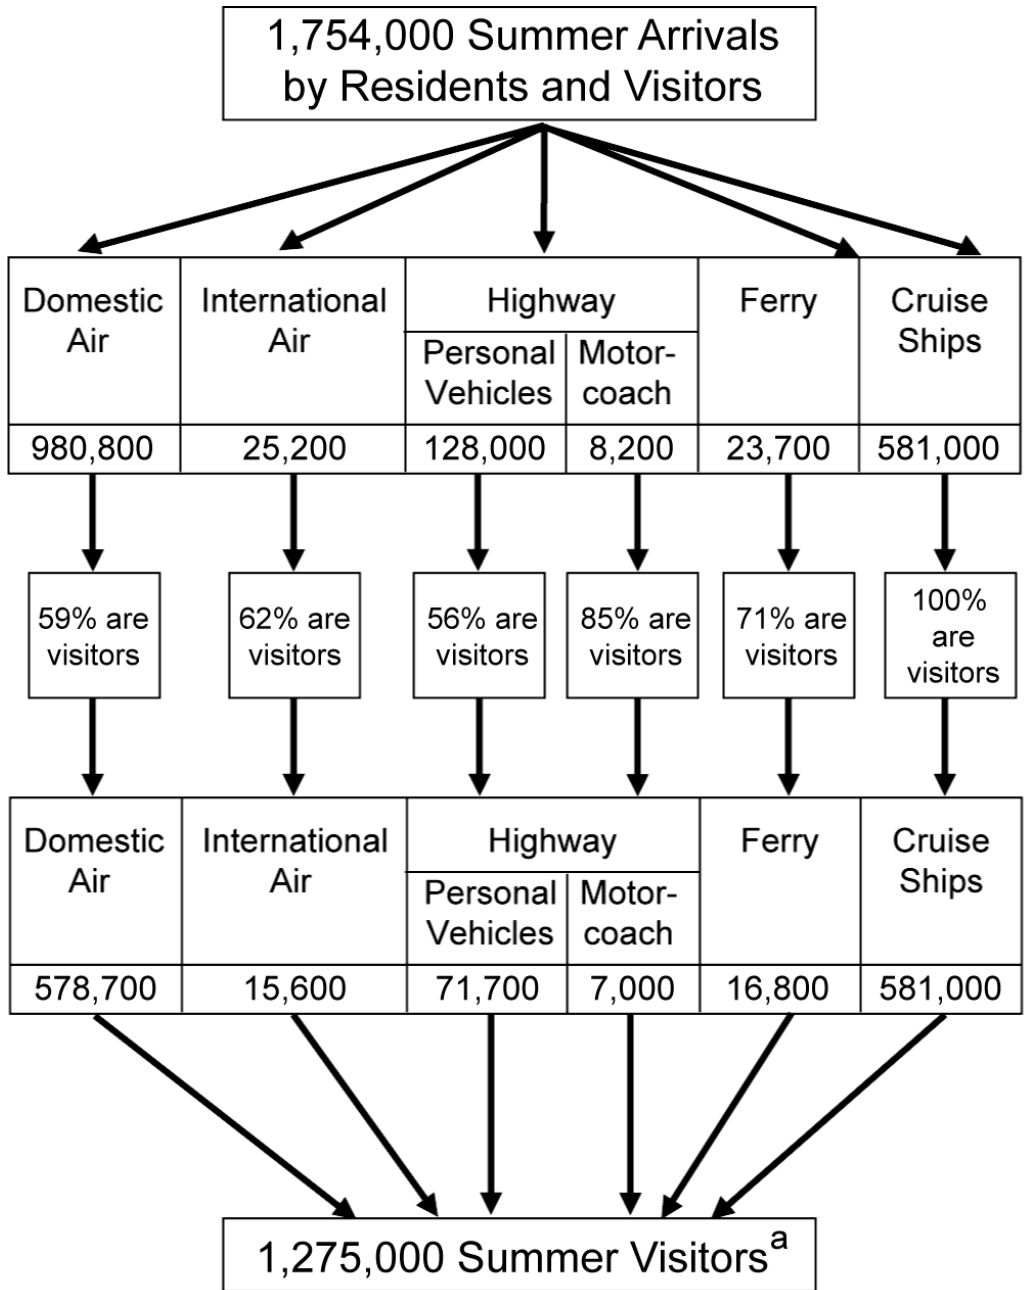 1,754,000 Summer Arrivals
by Residents and Visitors
Domestic
Air
International
Air
Highway
Personal
Vehicles
Motor-
coach
Ferry
Cruise
Ships
980,800
25,200
128,000
8,200
23,700
581,000
59% are
visitors
62% are
visitors
56% are
visitors
85% are
visitors
71% are
visitors
100%
are
visitors
Domestic
Air
International
Air
Highway
Personal
Vehicles
Motor-
coach
Ferry
Cruise
Ships
578,700
15,600
71,700
7,000
16,800
581,000
1,275,000 Summer Visitorsª